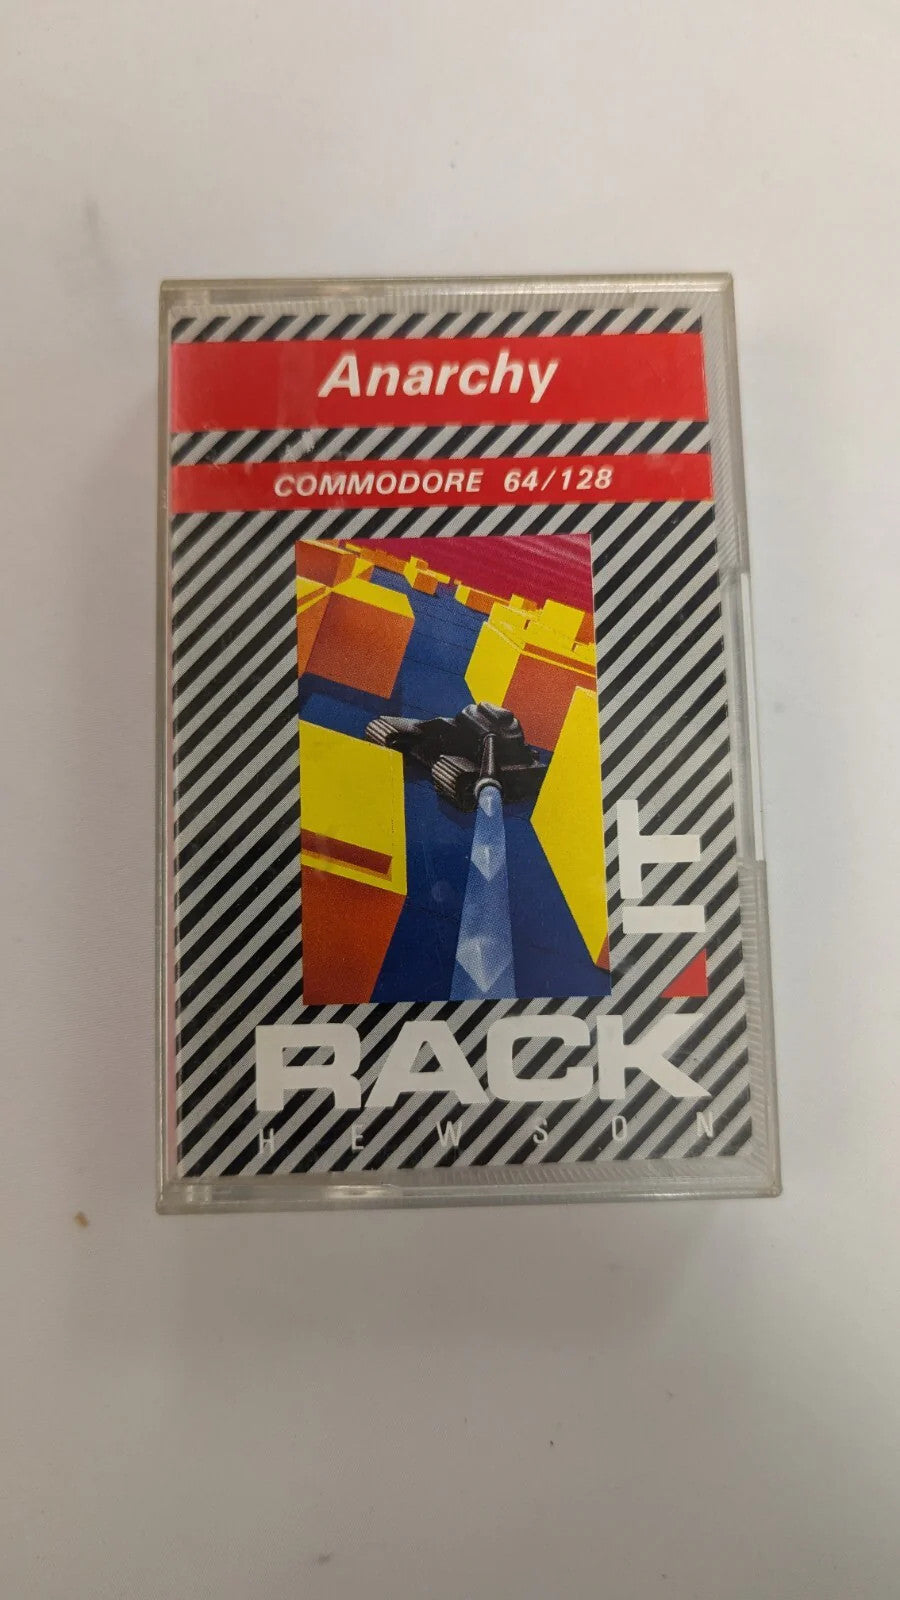 Anarchy
COMMODORE 64/128
RACK
IT
HEWSON